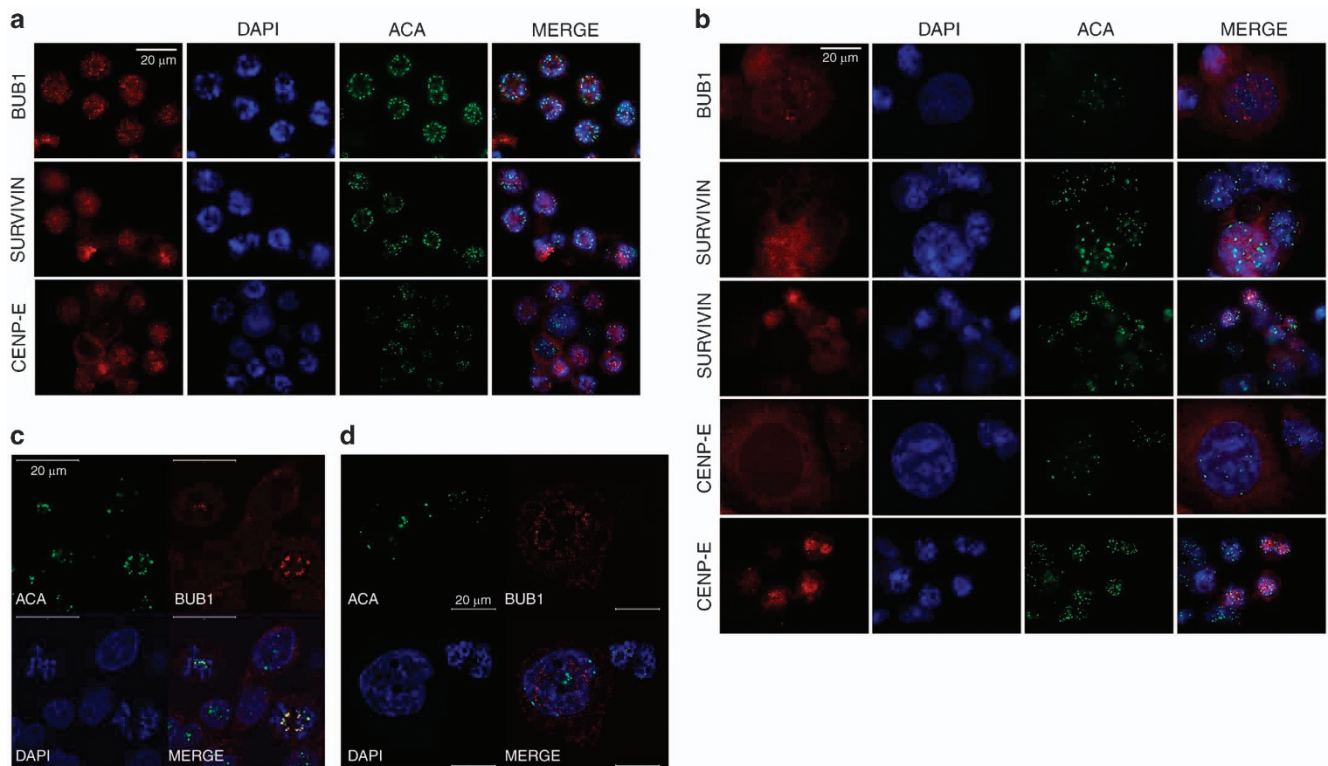 a
DAPI ACA MERGE
BUB1
20 μm
SURVIVIN
CENP-E
b
DAPI ACA MERGE
BUB1
20 μm
SURVIVIN
SURVIVIN
CENP-E
CENP-E
c
20 μm
ACA BUB1
DAPI MERGE
d
ACA BUB1
20 μm
DAPI MERGE